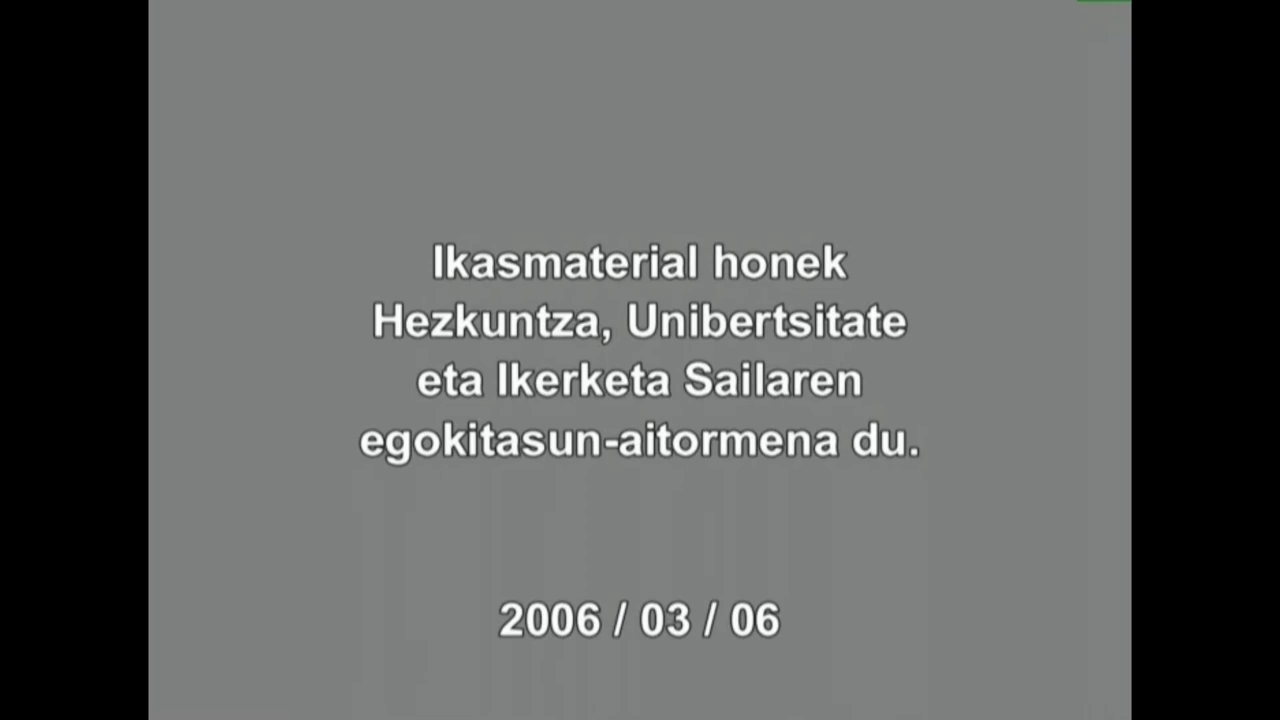 Ikasmaterial honek
Hezkuntza, Unibertsitate
eta Ikerketa Sailaren
egokitasun-aitormena du.
2006 / 03 / 06